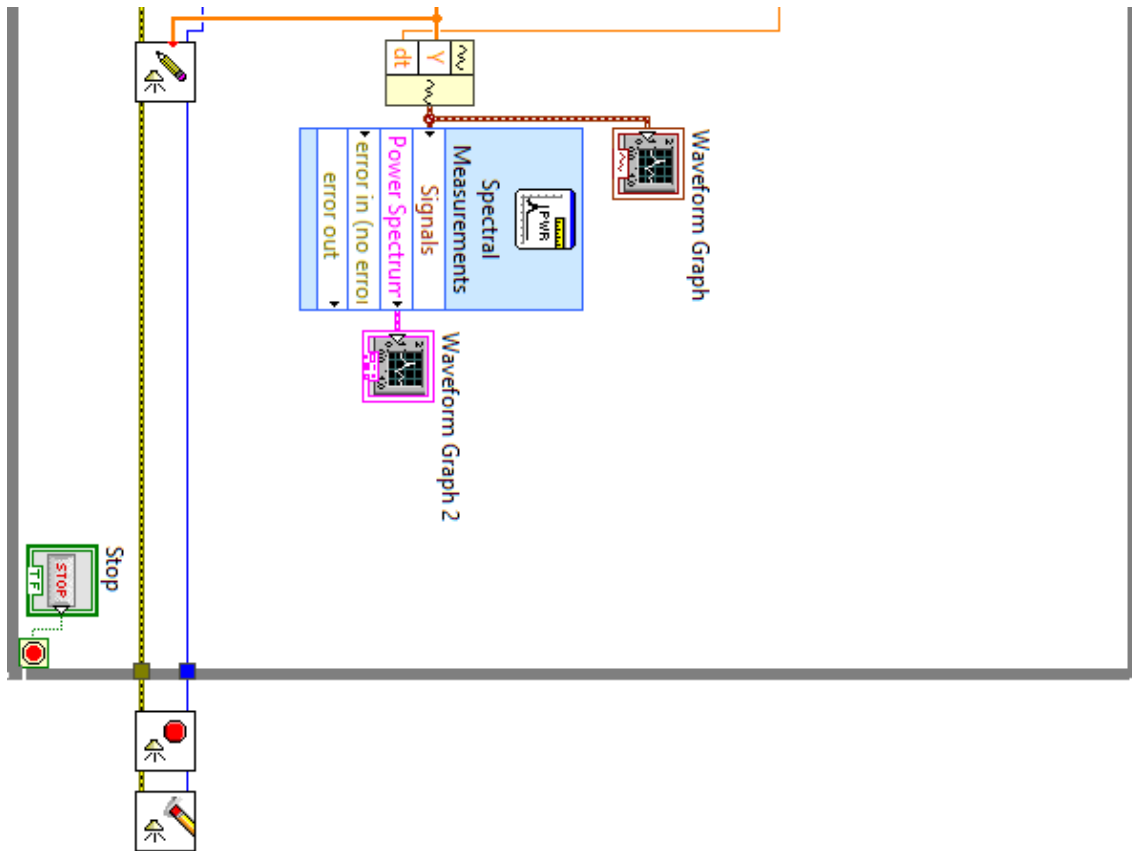 Y
dt
Waveform Graph
PWR
Spectral
Measurements
Signals
Power Spectrum
error in (no erro
error out
Waveform Graph 2
Stop
STOP
TF